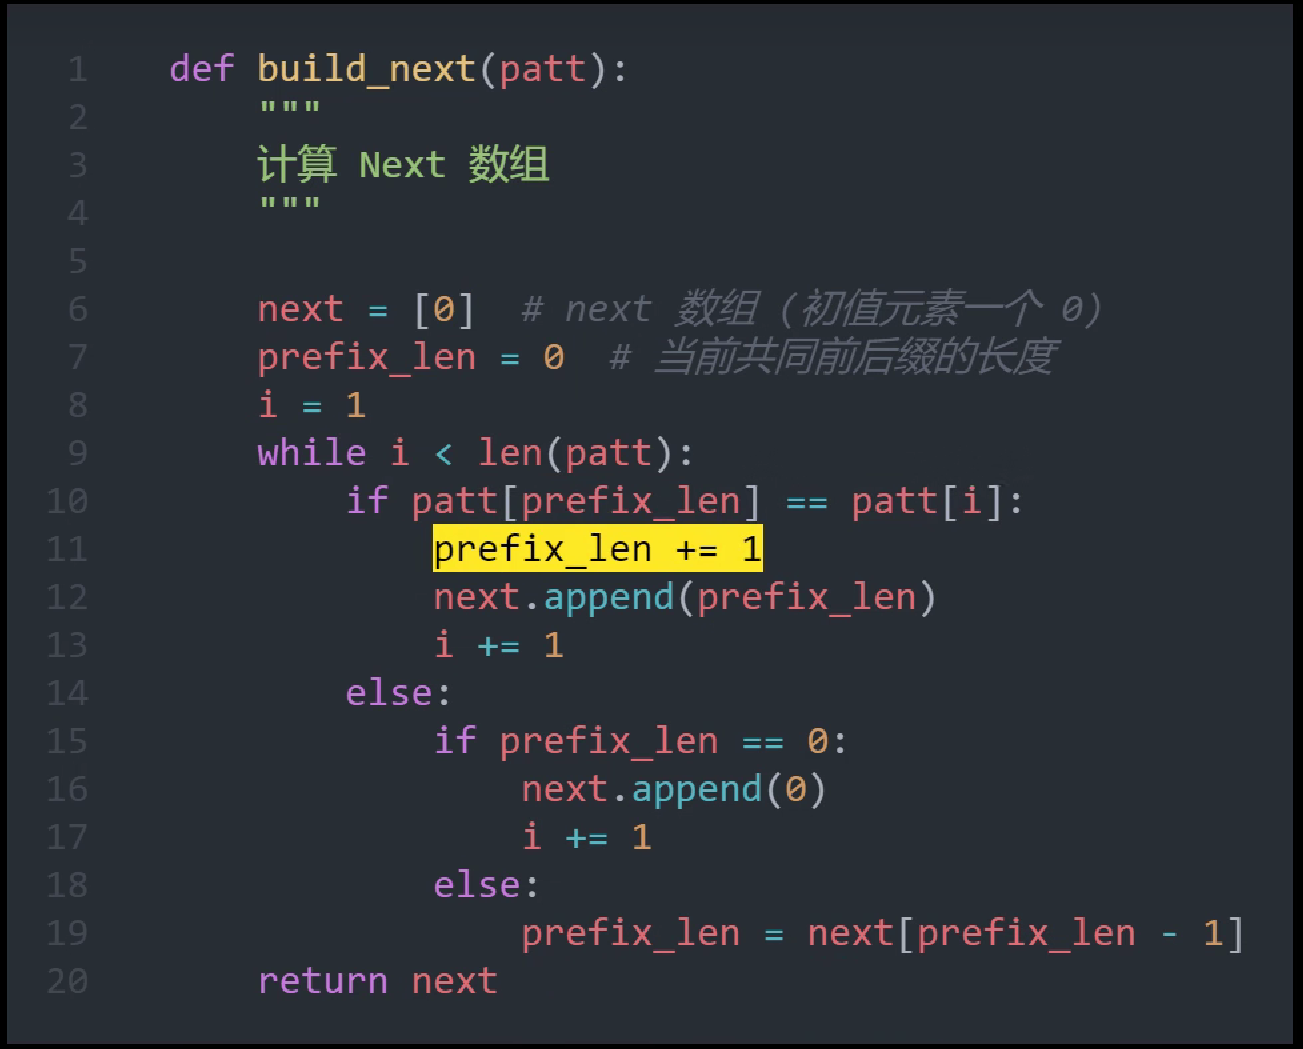 1 def build_next(patt):
2 """
3 计算 Next 数组
4 """
5
6 next = [0] # next 数组 (初值元素一个 0)
7 prefix_len = 0 # 当前共同前后缀的长度
8 i = 1
9 while i < len(patt):
10 if patt[prefix_len] == patt[i]:
11 prefix_len += 1
12 next.append(prefix_len)
13 i += 1
14 else:
15 if prefix_len == 0:
16 next.append(0)
17 i += 1
18 else:
19 prefix_len = next[prefix_len - 1]
20 return next